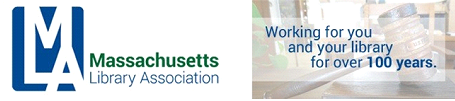 MLA
Massachusetts
Library Association
Working for you
and your library
for over 100 years.